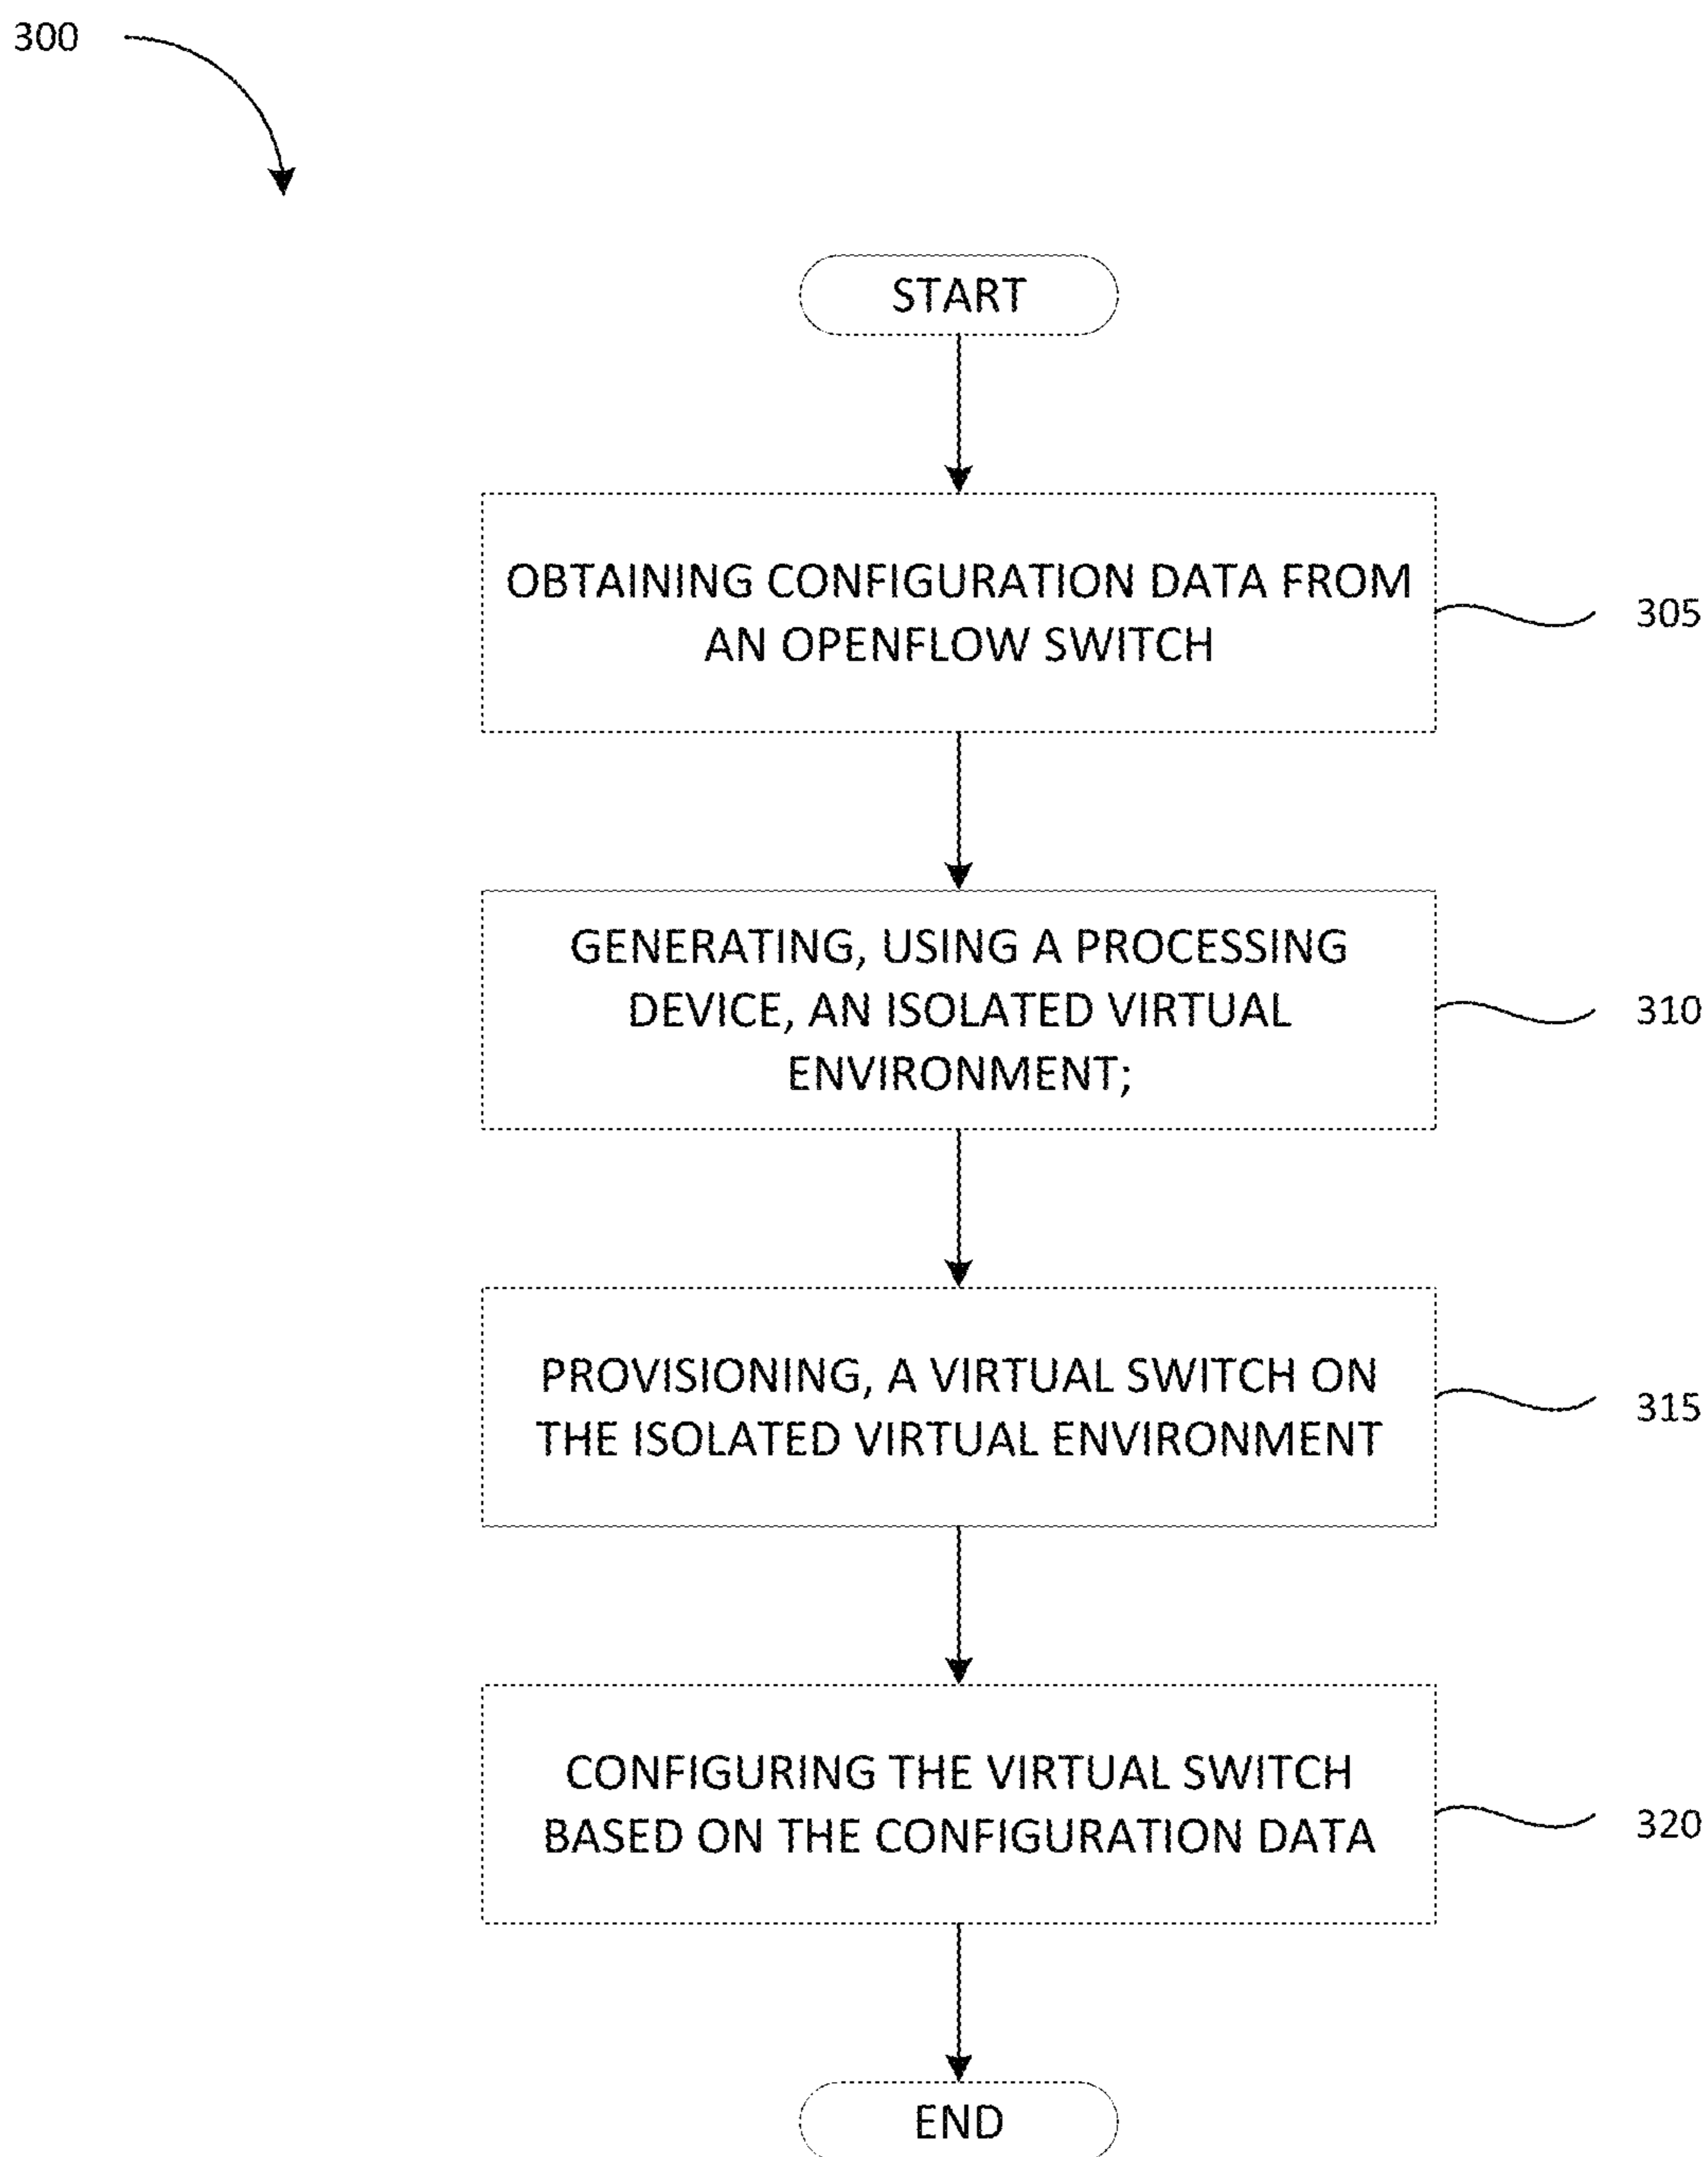 300
START
OBTAINING CONFIGURATION DATA FROM
AN OPENFLOW SWITCH
305
GENERATING, USING A PROCESSING
DEVICE, AN ISOLATED VIRTUAL
ENVIRONMENT;
310
PROVISIONING, A VIRTUAL SWITCH ON
THE ISOLATED VIRTUAL ENVIRONMENT
315
CONFIGURING THE VIRTUAL SWITCH
BASED ON THE CONFIGURATION DATA
320
END